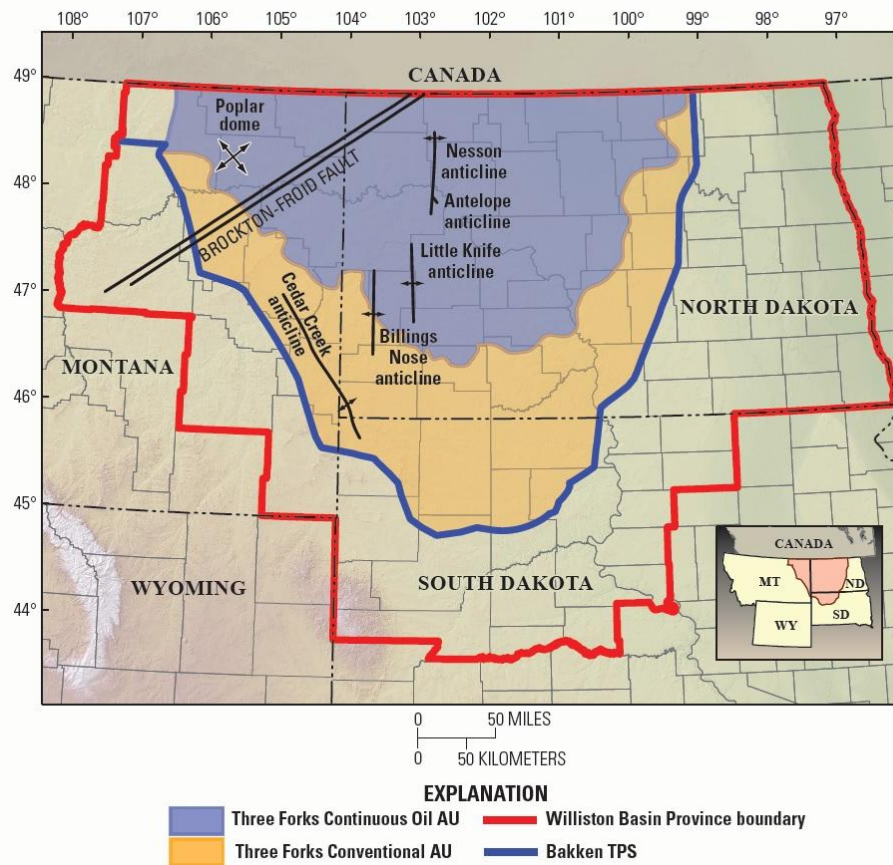 108° 107° 106° 105° 104° 103° 102° 101° 100° 99° 98° 97°
49°
48°
47°
46°
45°
44°
CANADA
Poplar
dome
BROCKTON-FROID FAULT
Nesson
anticline
Antelope
anticline
Little Knife
anticline
Cedar Creek
anticline
Billings
Nose
anticline
NORTH DAKOTA
MONTANA
WYOMING
SOUTH DAKOTA
CANADA
MT
ND
WY
SD
0 50 MILES
0 50 KILOMETERS
EXPLANATION
Three Forks Continuous Oil AU
Williston Basin Province boundary
Three Forks Conventional AU
Bakken TPS